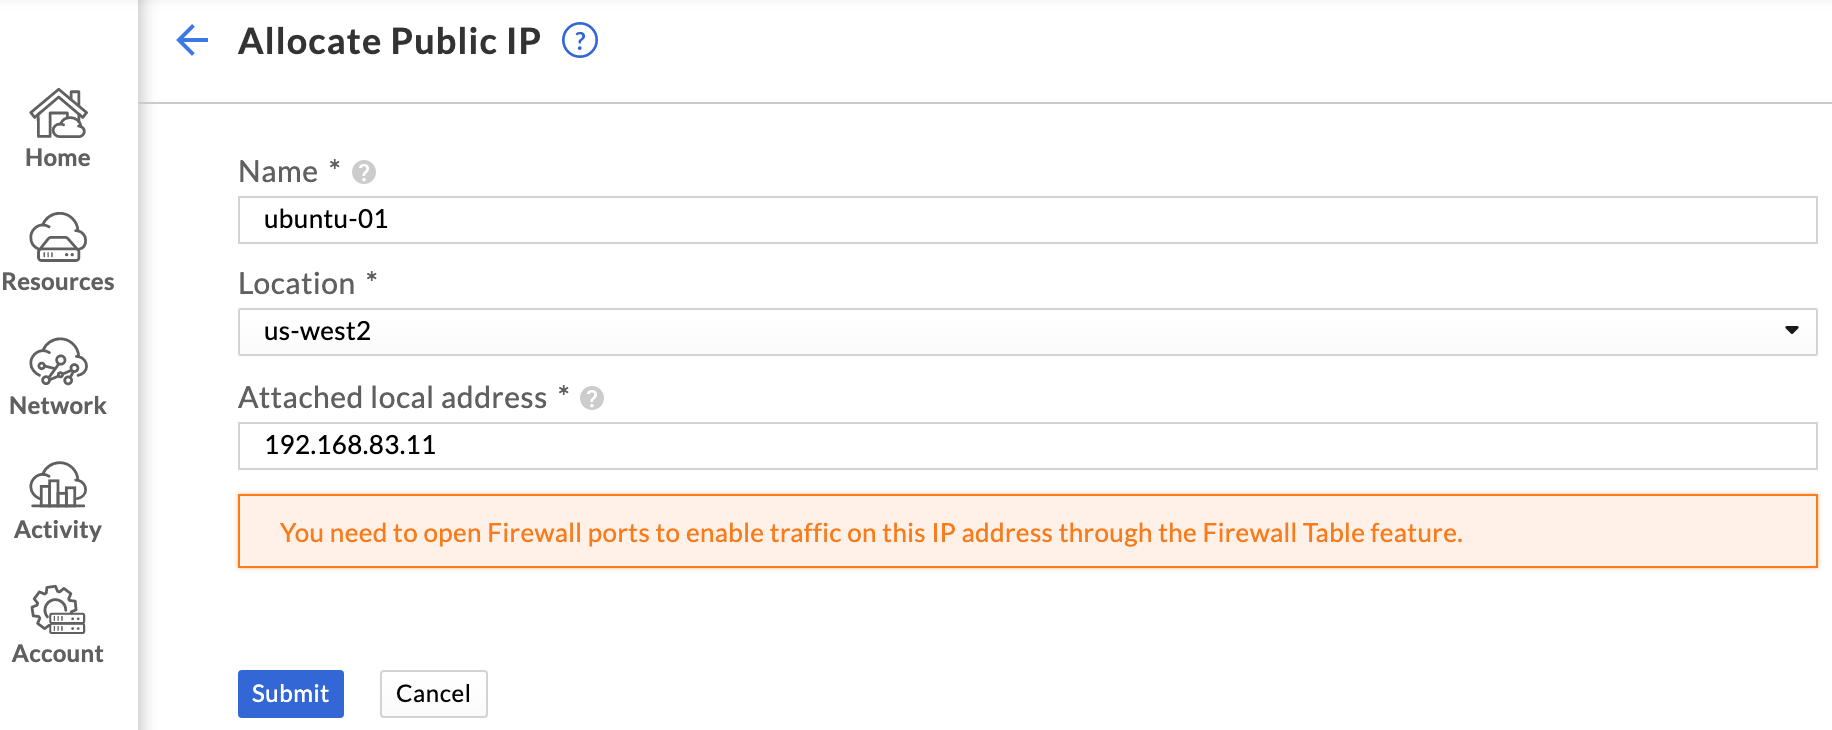 Allocate Public IP ?
Home
Resources
Network
Activity
Account
Name * ?
ubuntu-01
Location *
us-west2
Attached local address * ?
192.168.83.11
You need to open Firewall ports to enable traffic on this IP address through the Firewall Table feature.
Submit Cancel